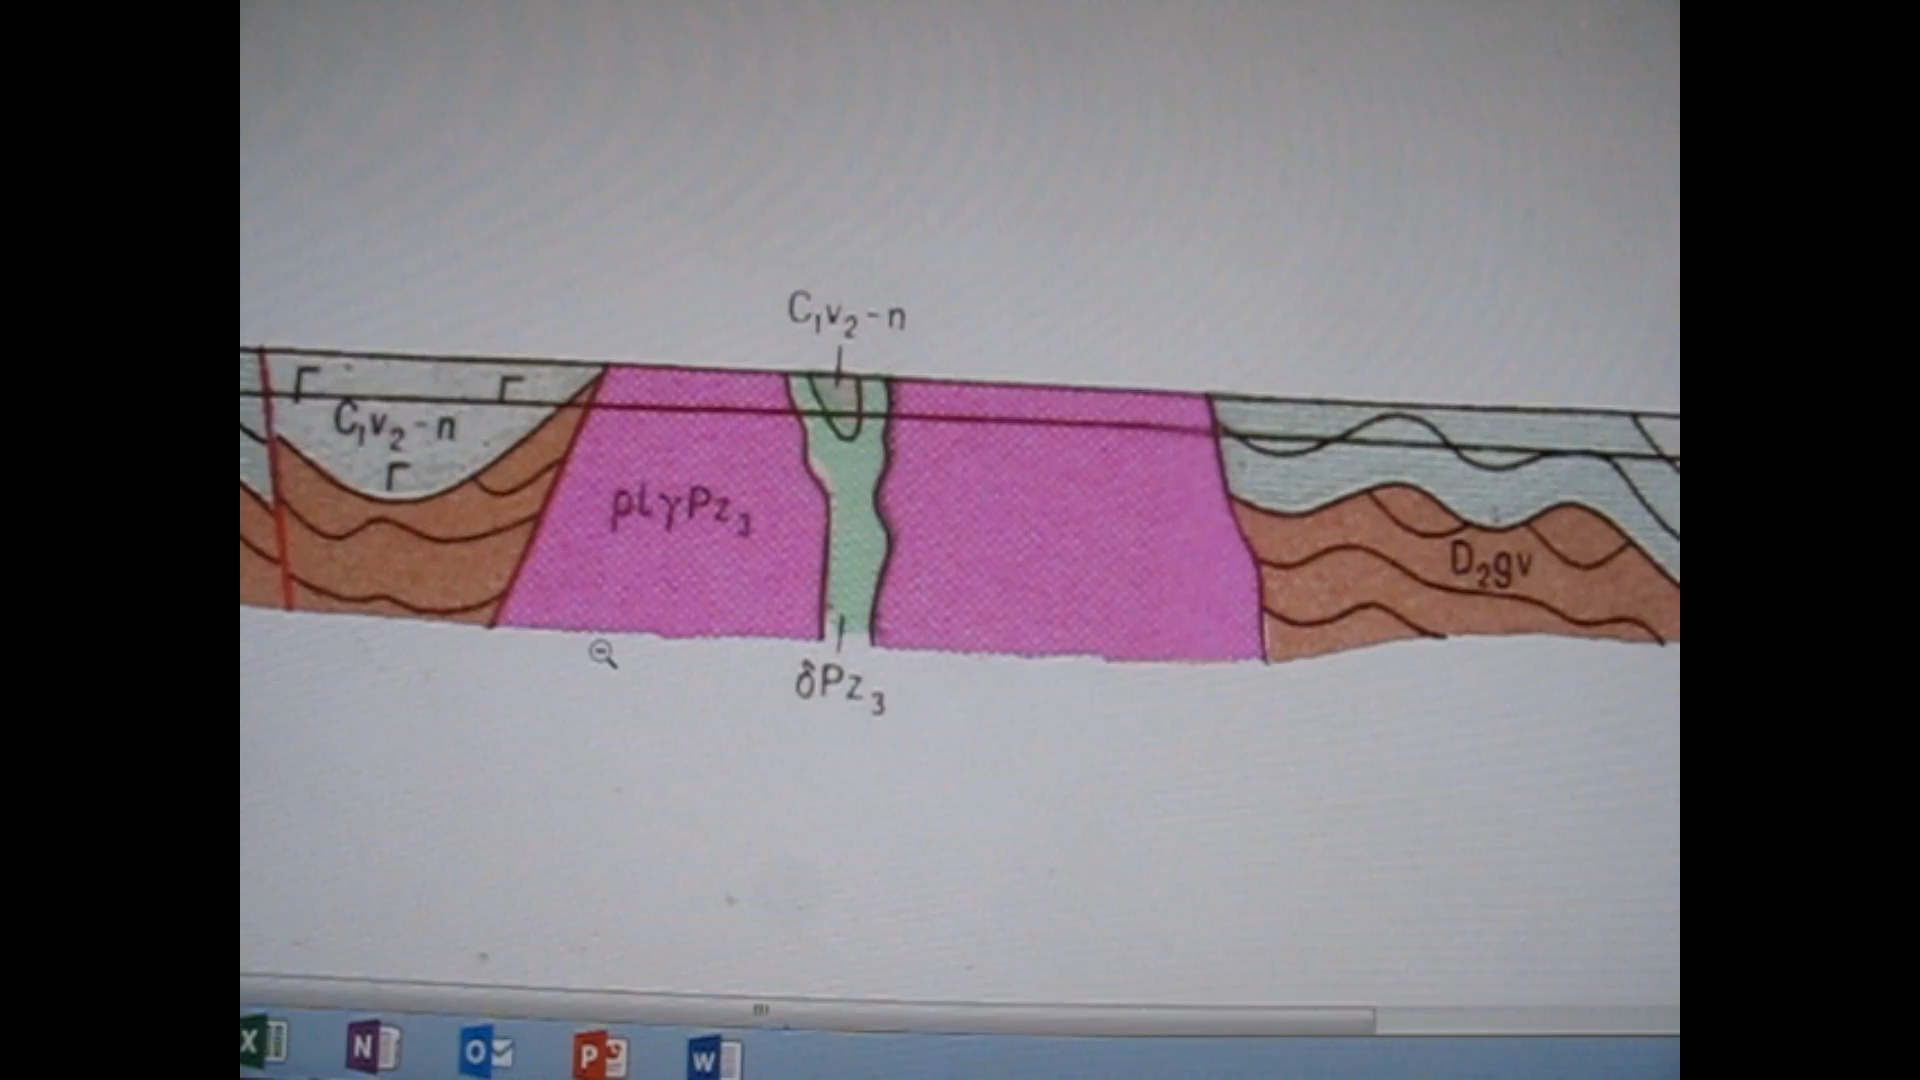 C₁v₂-n
Г Г
C₁v₂-n
Г
plγPz₃
D₂gv
δPz₃
X N O P W